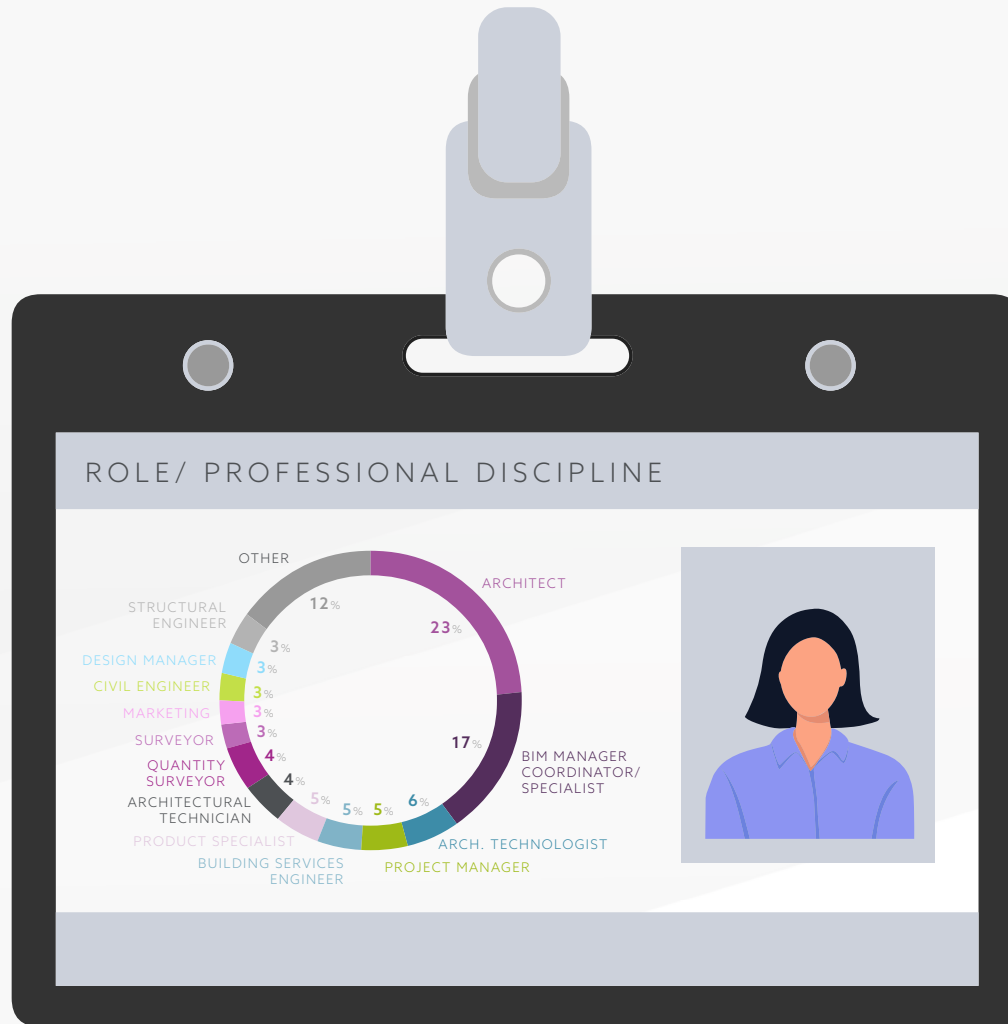 ROLE/ PROFESSIONAL DISCIPLINE
OTHER
12%
ARCHITECT
23%
BIM MANAGER
COORDINATOR/
SPECIALIST
17%
ARCH. TECHNOLOGIST
6%
PROJECT MANAGER
5%
BUILDING SERVICES
ENGINEER
5%
PRODUCT SPECIALIST
5%
ARCHITECTURAL
TECHNICIAN
4%
QUANTITY
SURVEYOR
4%
SURVEYOR
3%
MARKETING
3%
CIVIL ENGINEER
3%
DESIGN MANAGER
3%
STRUCTURAL
ENGINEER
3%